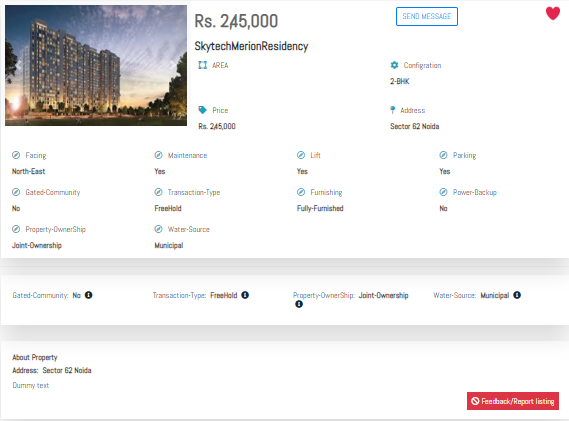 Rs. 2,45,000
SEND MESSAGE
SkytechMerionResidency
AREA
Configration
2-BHK
Price
Address
Rs. 2,45,000
Sector 62 Noida
Facing
Maintenance
Lift
Parking
North-East
Yes
Yes
Yes
Gated-Community
Transaction-Type
Furnishing
Power-Backup
No
FreeHold
Fully-Furnished
No
Property-OwnerShip
Water-Source
Joint-Ownership
Municipal
Gated-Community: No
Transaction-Type: FreeHold
Property-OwnerShip: Joint-Ownership
Water-Source: Municipal
About Property
Address: Sector 62 Noida
Dummy text
Feedback/Report listing